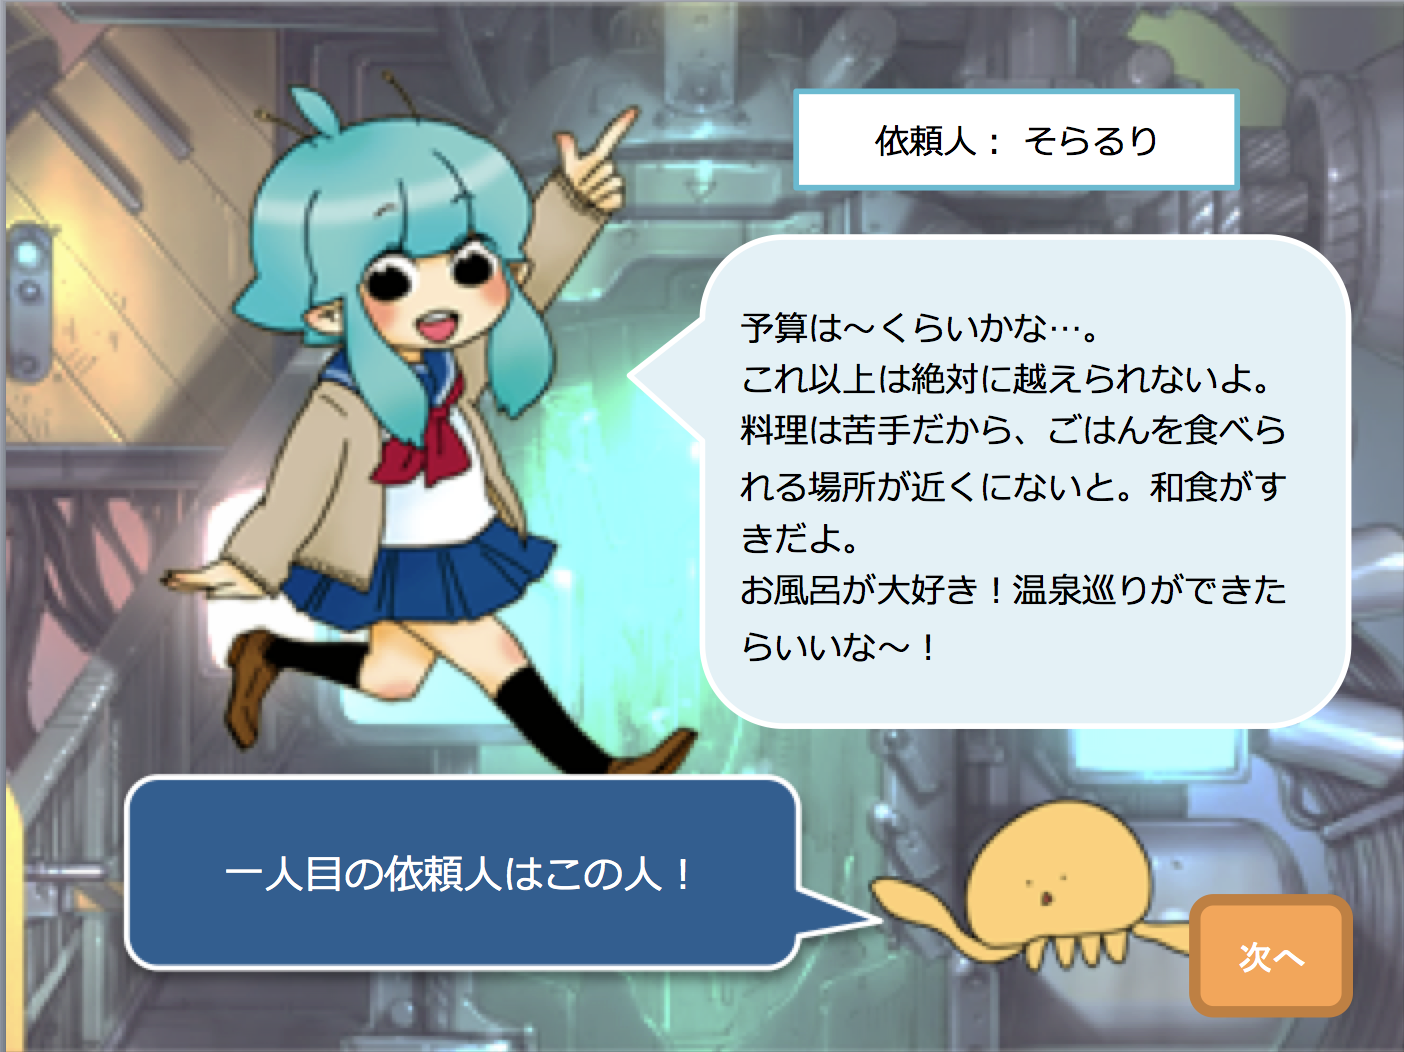 依頼人： そらるり
予算は～くらいかな…。
これ以上は絶対に越えられないよ。
料理は苦手だから、ごはんを食べら
れる場所が近くにないと。和食がす
きだよ。
お風呂が大好き！温泉巡りができた
らいいな～！
一人目の依頼人はこの人！
次へ